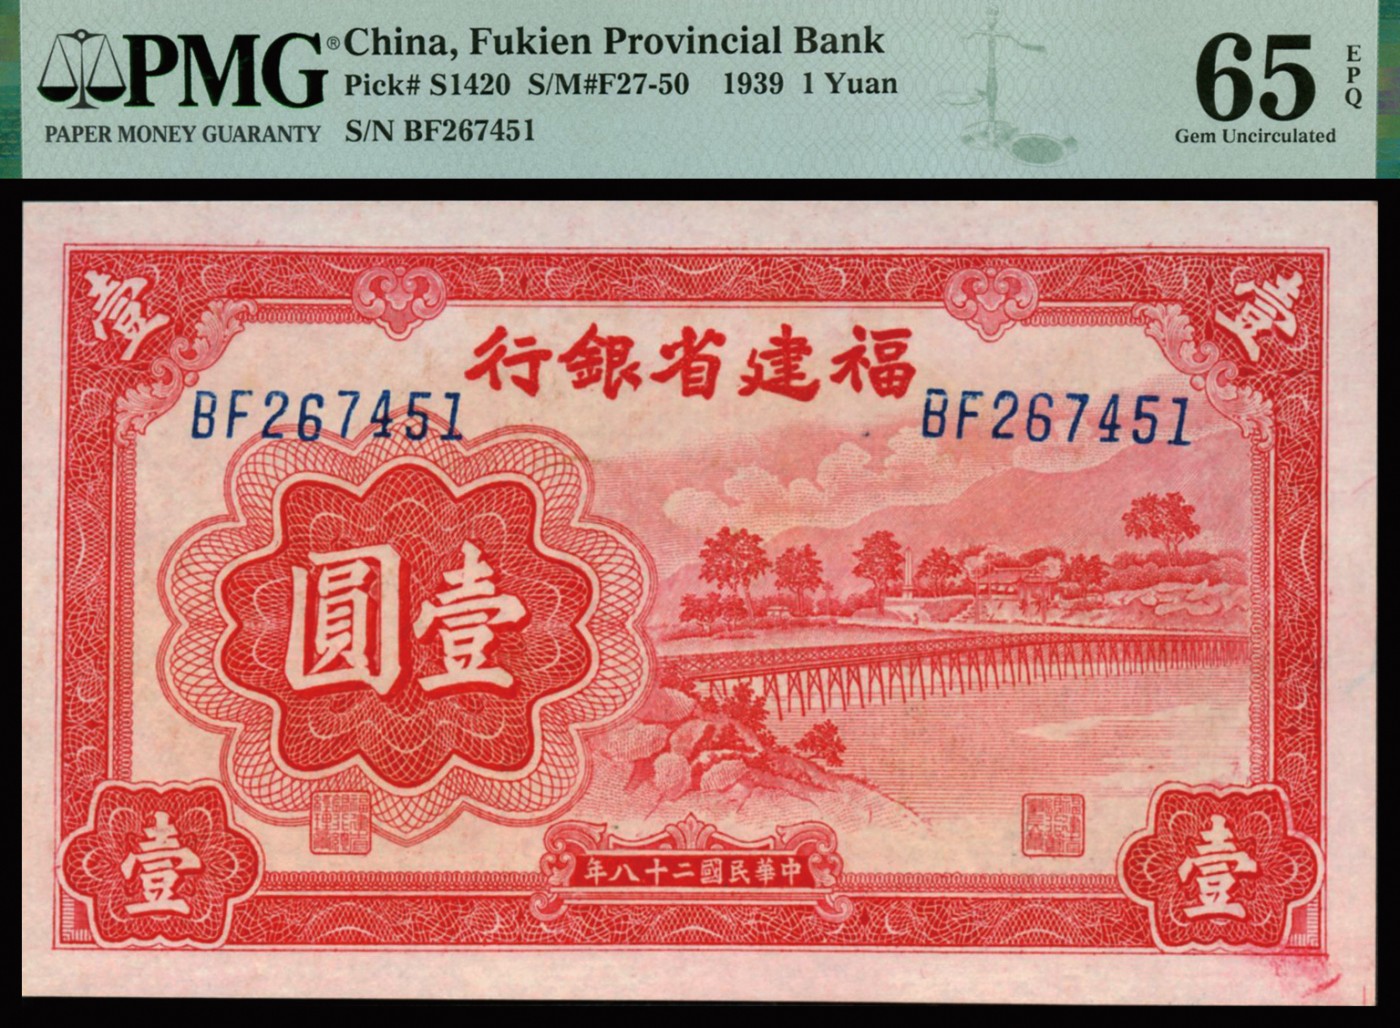 PMG® China, Fukien Provincial Bank
Pick# S1420 S/M#F27-50 1939 1 Yuan
PAPER MONEY GUARANTY S/N BF267451
65 EPQ
Gem Uncirculated
壹 壹
福建省銀行
BF267451 BF267451
壹圓
中華民國二十八年
壹 壹